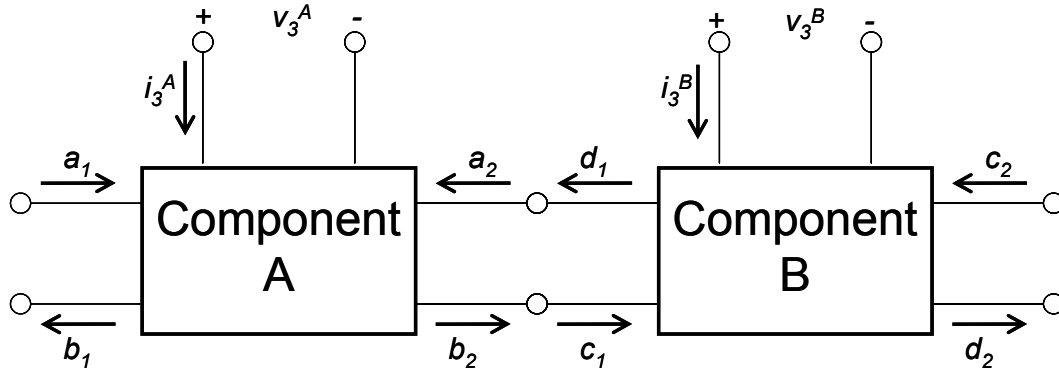 + v₃ᴬ -
+ v₃ᴮ -
i₃ᴬ
i₃ᴮ
a₁
a₂
d₁
c₂
Component
A
Component
B
b₁
b₂
c₁
d₂